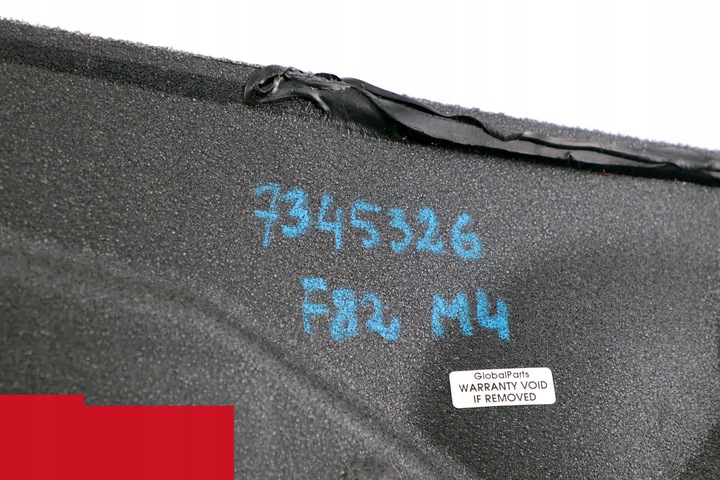 7345326
F82 M4
GlobalParts
WARRANTY VOID
IF REMOVED